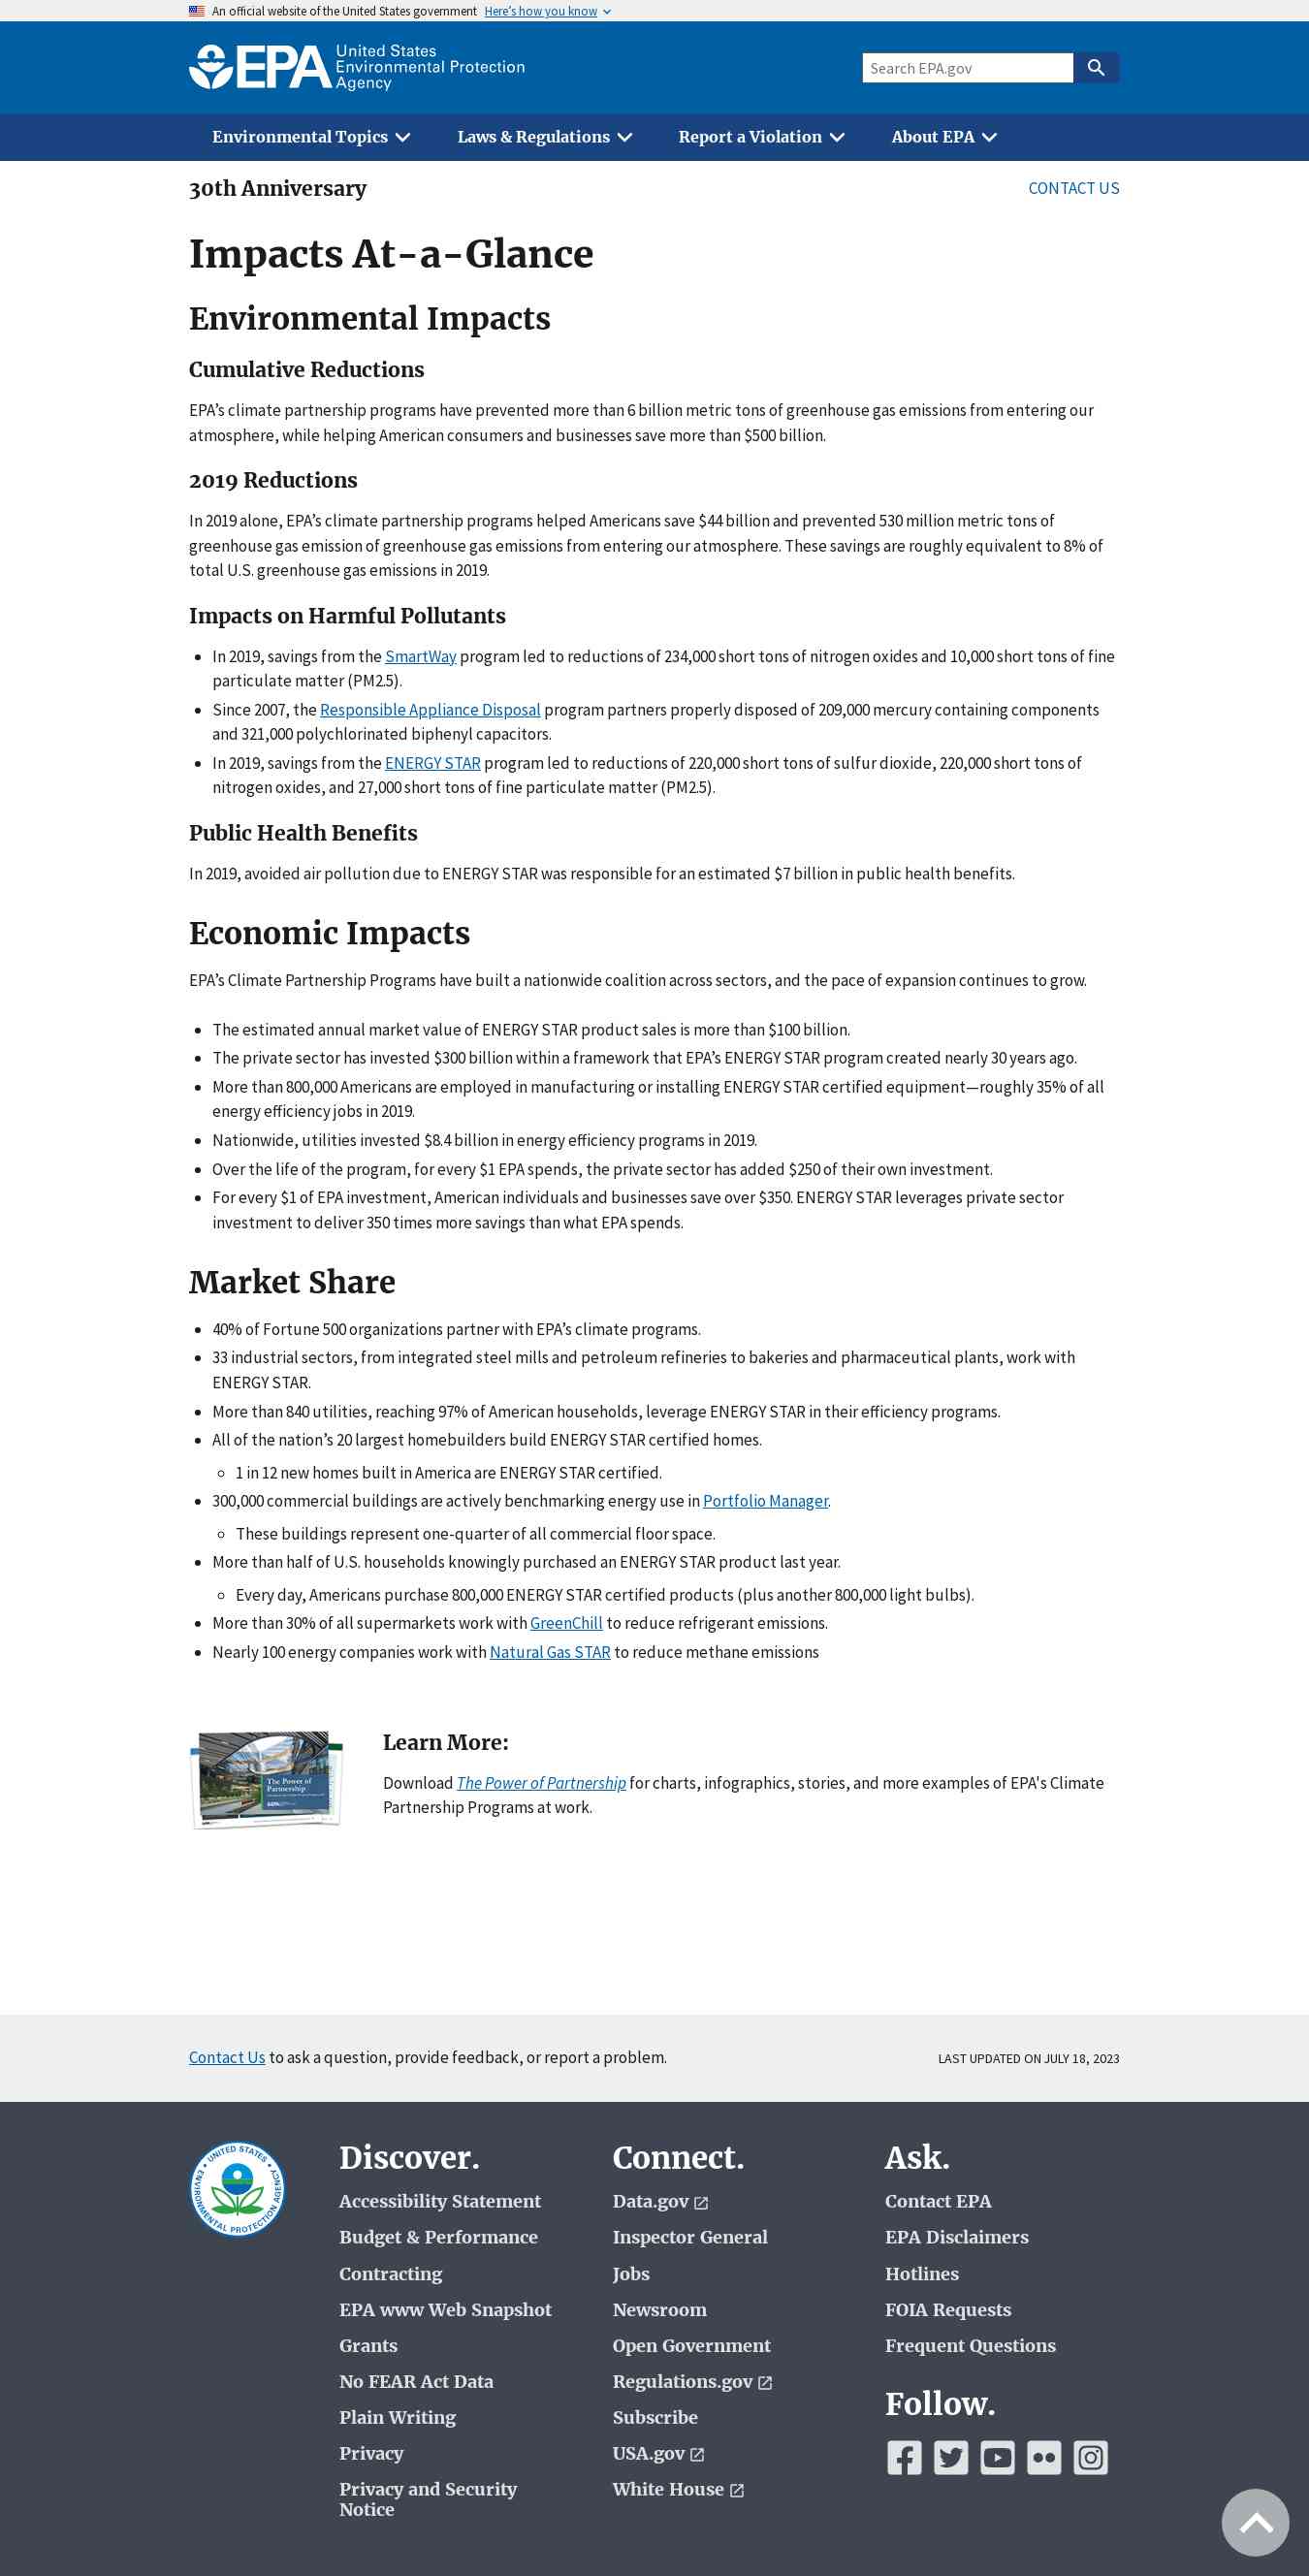 An official website of the United States government Here's how you know
EPA United States
Environmental Protection
Agency
Search EPA.gov
Environmental Topics Laws & Regulations Report a Violation About EPA
30th Anniversary CONTACT US
Impacts At-a-Glance
Environmental Impacts
Cumulative Reductions
EPA’s climate partnership programs have prevented more than 6 billion metric tons of greenhouse gas emissions from entering our
atmosphere, while helping American consumers and businesses save more than $500 billion.
2019 Reductions
In 2019 alone, EPA’s climate partnership programs helped Americans save $44 billion and prevented 530 million metric tons of
greenhouse gas emission of greenhouse gas emissions from entering our atmosphere. These savings are roughly equivalent to 8% of
total U.S. greenhouse gas emissions in 2019.
Impacts on Harmful Pollutants
• In 2019, savings from the SmartWay program led to reductions of 234,000 short tons of nitrogen oxides and 10,000 short tons of fine
particulate matter (PM2.5).
• Since 2007, the Responsible Appliance Disposal program partners properly disposed of 209,000 mercury containing components
and 321,000 polychlorinated biphenyl capacitors.
• In 2019, savings from the ENERGY STAR program led to reductions of 220,000 short tons of sulfur dioxide, 220,000 short tons of
nitrogen oxides, and 27,000 short tons of fine particulate matter (PM2.5).
Public Health Benefits
In 2019, avoided air pollution due to ENERGY STAR was responsible for an estimated $7 billion in public health benefits.
Economic Impacts
EPA’s Climate Partnership Programs have built a nationwide coalition across sectors, and the pace of expansion continues to grow.
• The estimated annual market value of ENERGY STAR product sales is more than $100 billion.
• The private sector has invested $300 billion within a framework that EPA’s ENERGY STAR program created nearly 30 years ago.
• More than 800,000 Americans are employed in manufacturing or installing ENERGY STAR certified equipment—roughly 35% of all
energy efficiency jobs in 2019.
• Nationwide, utilities invested $8.4 billion in energy efficiency programs in 2019.
• Over the life of the program, for every $1 EPA spends, the private sector has added $250 of their own investment.
• For every $1 of EPA investment, American individuals and businesses save over $350. ENERGY STAR leverages private sector
investment to deliver 350 times more savings than what EPA spends.
Market Share
• 40% of Fortune 500 organizations partner with EPA’s climate programs.
• 33 industrial sectors, from integrated steel mills and petroleum refineries to bakeries and pharmaceutical plants, work with
ENERGY STAR.
• More than 840 utilities, reaching 97% of American households, leverage ENERGY STAR in their efficiency programs.
• All of the nation’s 20 largest homebuilders build ENERGY STAR certified homes.
◦ 1 in 12 new homes built in America are ENERGY STAR certified.
• 300,000 commercial buildings are actively benchmarking energy use in Portfolio Manager.
◦ These buildings represent one-quarter of all commercial floor space.
• More than half of U.S. households knowingly purchased an ENERGY STAR product last year.
◦ Every day, Americans purchase 800,000 ENERGY STAR certified products (plus another 800,000 light bulbs).
• More than 30% of all supermarkets work with GreenChill to reduce refrigerant emissions.
• Nearly 100 energy companies work with Natural Gas STAR to reduce methane emissions
The Power of
Partnership
Learn More:
Download The Power of Partnership for charts, infographics, stories, and more examples of EPA's Climate
Partnership Programs at work.
Contact Us to ask a question, provide feedback, or report a problem. LAST UPDATED ON JULY 18, 2023
UNITED STATES ENVIRONMENTAL PROTECTION AGENCY
Discover.
Accessibility Statement
Budget & Performance
Contracting
EPA www Web Snapshot
Grants
No FEAR Act Data
Plain Writing
Privacy
Privacy and Security
Notice
Connect.
Data.gov
Inspector General
Jobs
Newsroom
Open Government
Regulations.gov
Subscribe
USA.gov
White House
Ask.
Contact EPA
EPA Disclaimers
Hotlines
FOIA Requests
Frequent Questions
Follow.